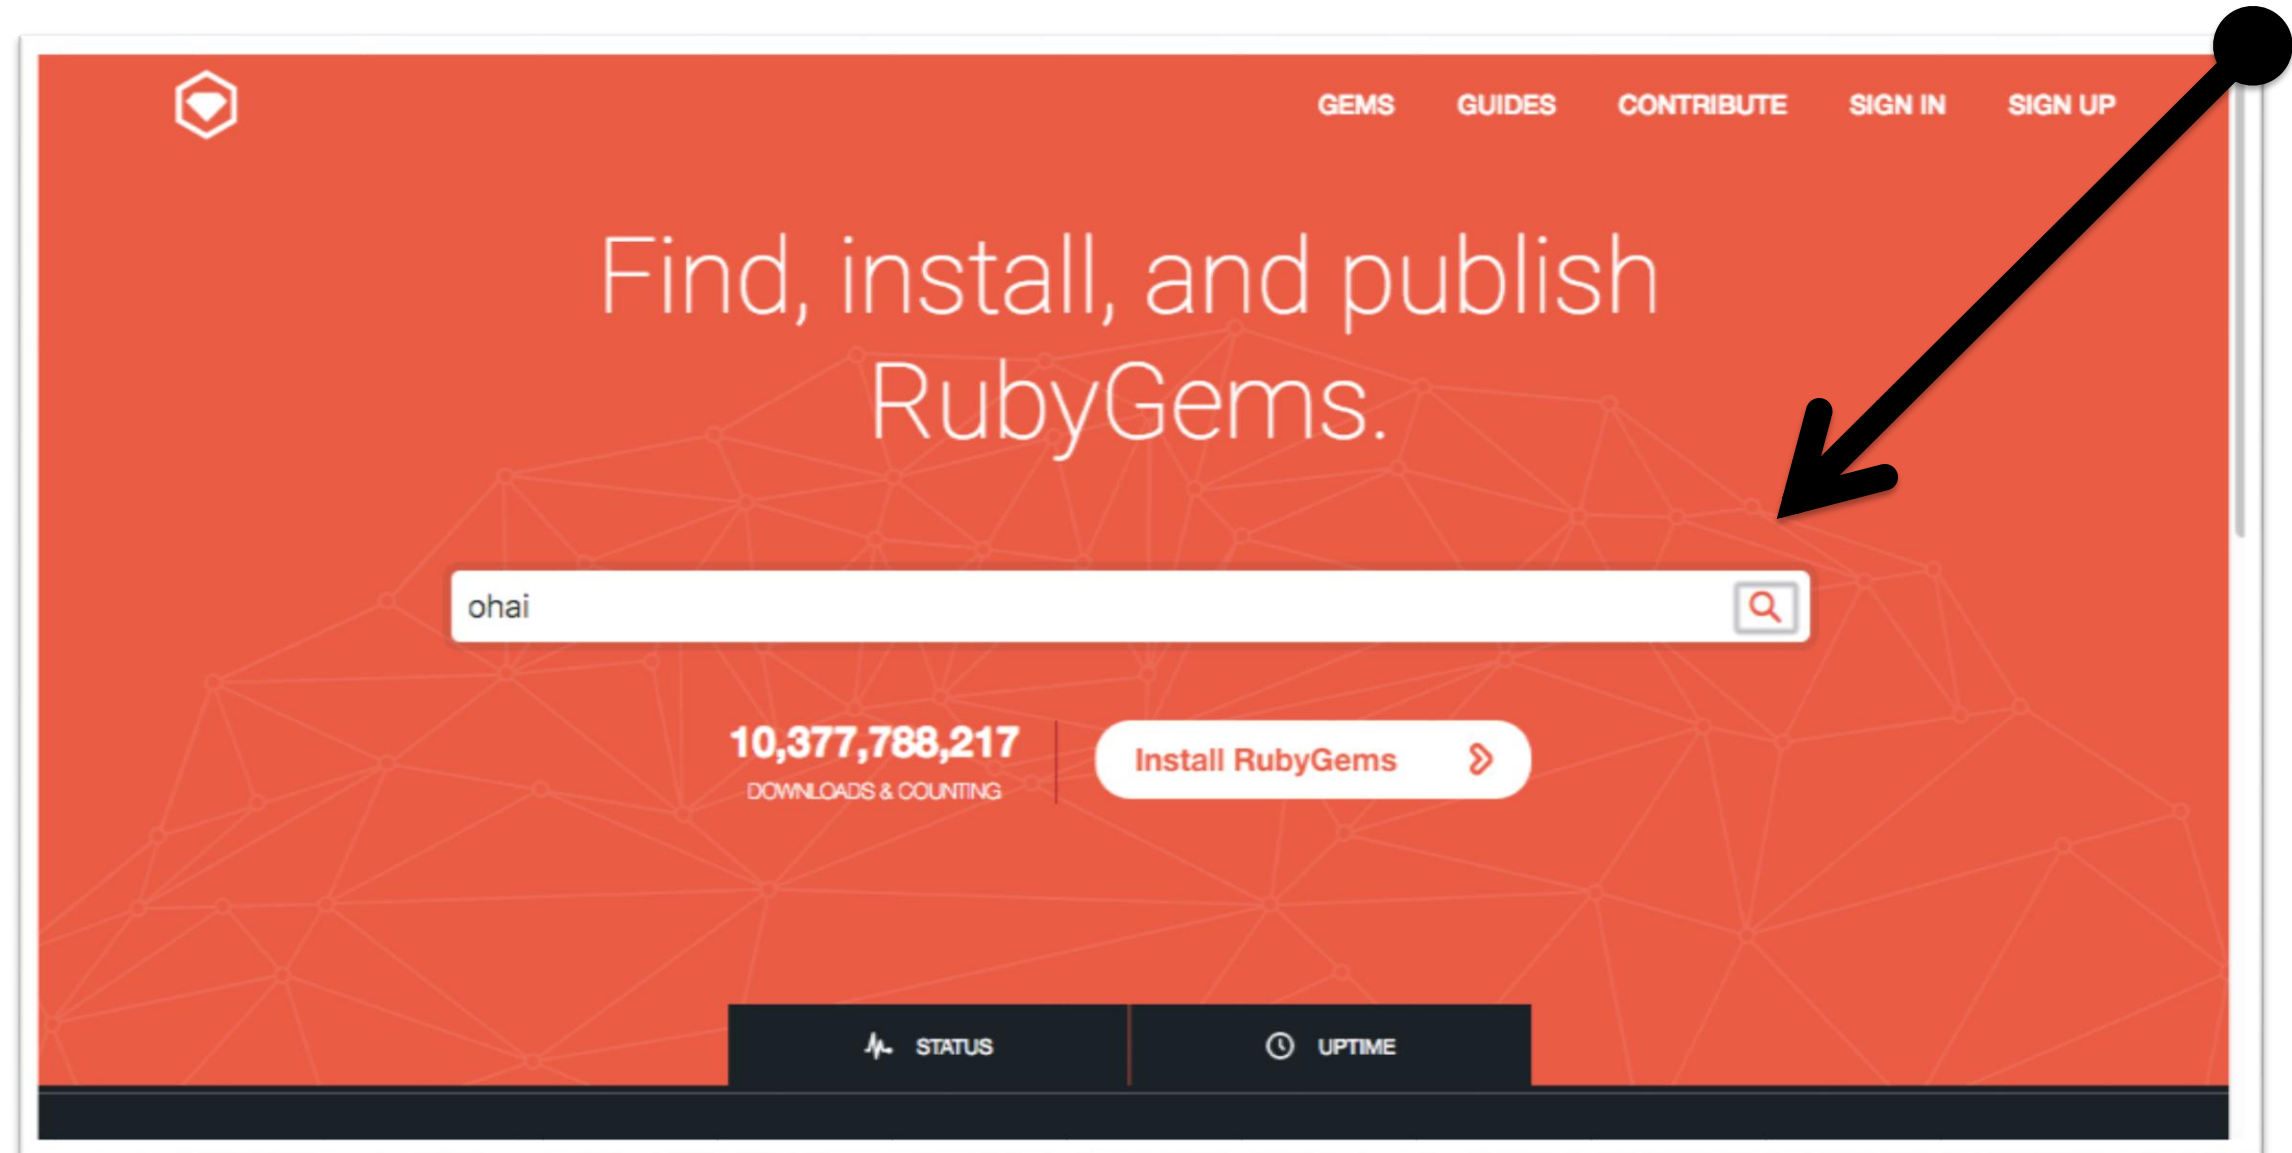 GEMS GUIDES CONTRIBUTE SIGN IN SIGN UP
Find, install, and publish
RubyGems.
ohai
10,377,788,217
DOWNLOADS & COUNTING
Install RubyGems
STATUS
UPTIME